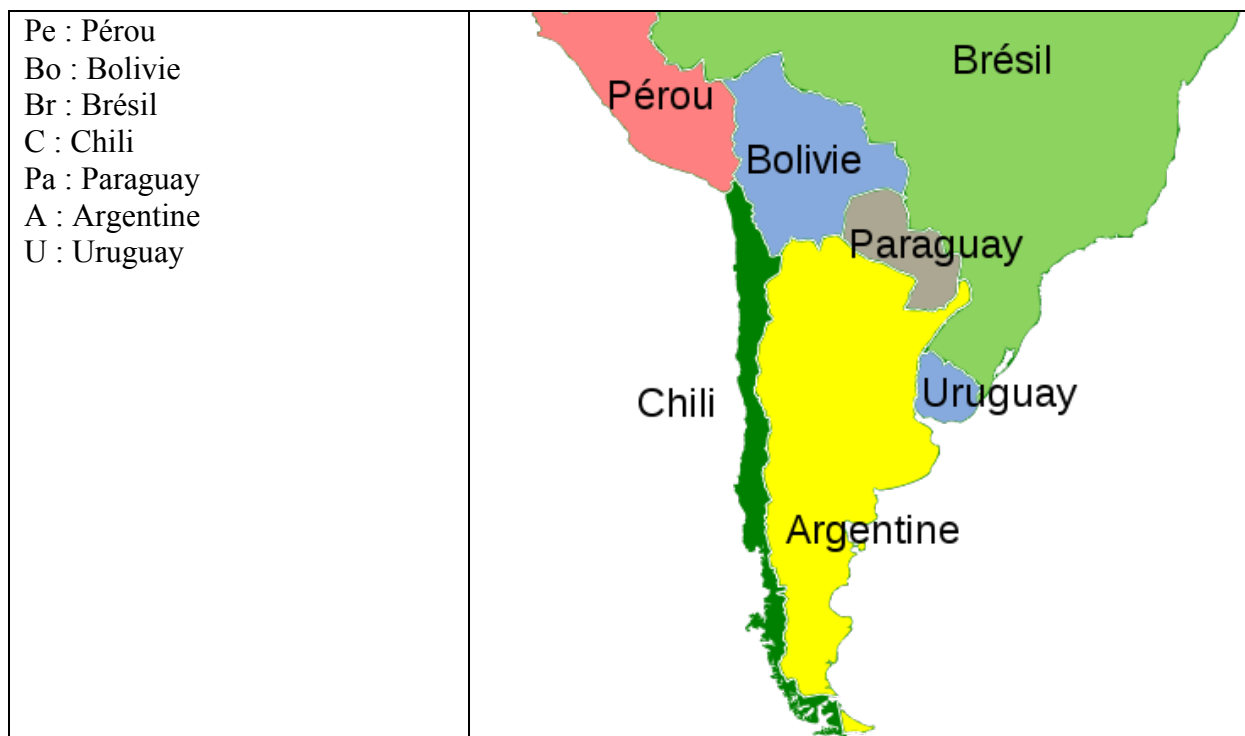 Pe : Pérou
Bo : Bolivie
Br : Brésil
C : Chili
Pa : Paraguay
A : Argentine
U : Uruguay
Brésil
Pérou
Bolivie
Paraguay
Chili
Uruguay
Argentine